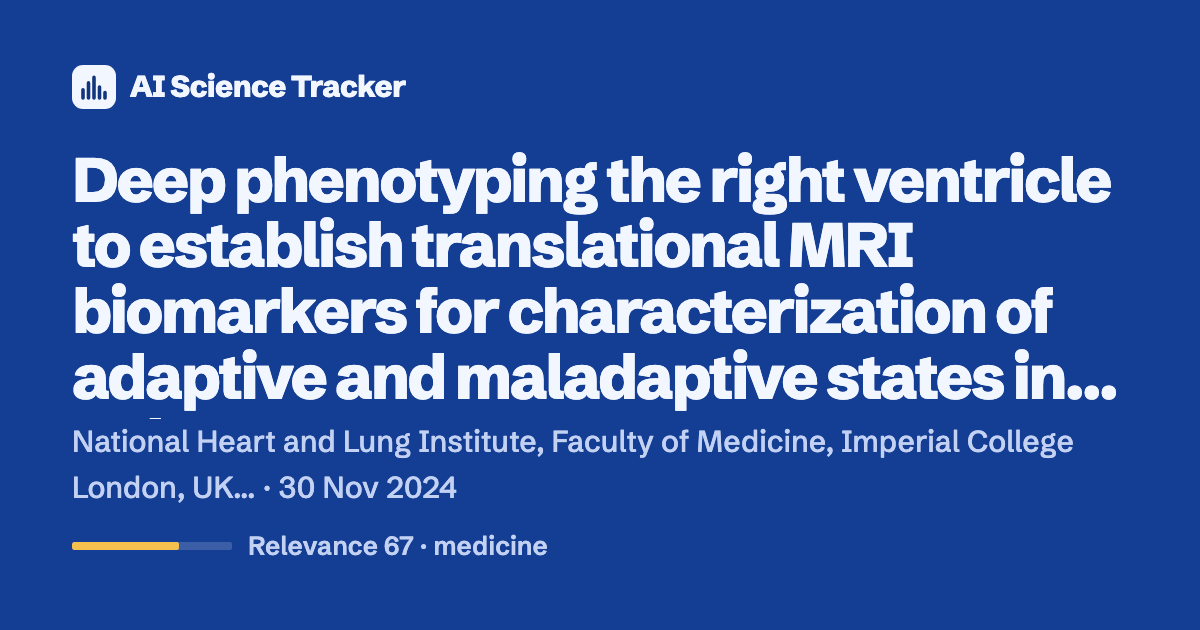 AI Science Tracker
Deep phenotyping the right ventricle
to establish translational MRI
biomarkers for characterization of
adaptive and maladaptive states in...
National Heart and Lung Institute, Faculty of Medicine, Imperial College
London, UK... · 30 Nov 2024
Relevance 67 · medicine